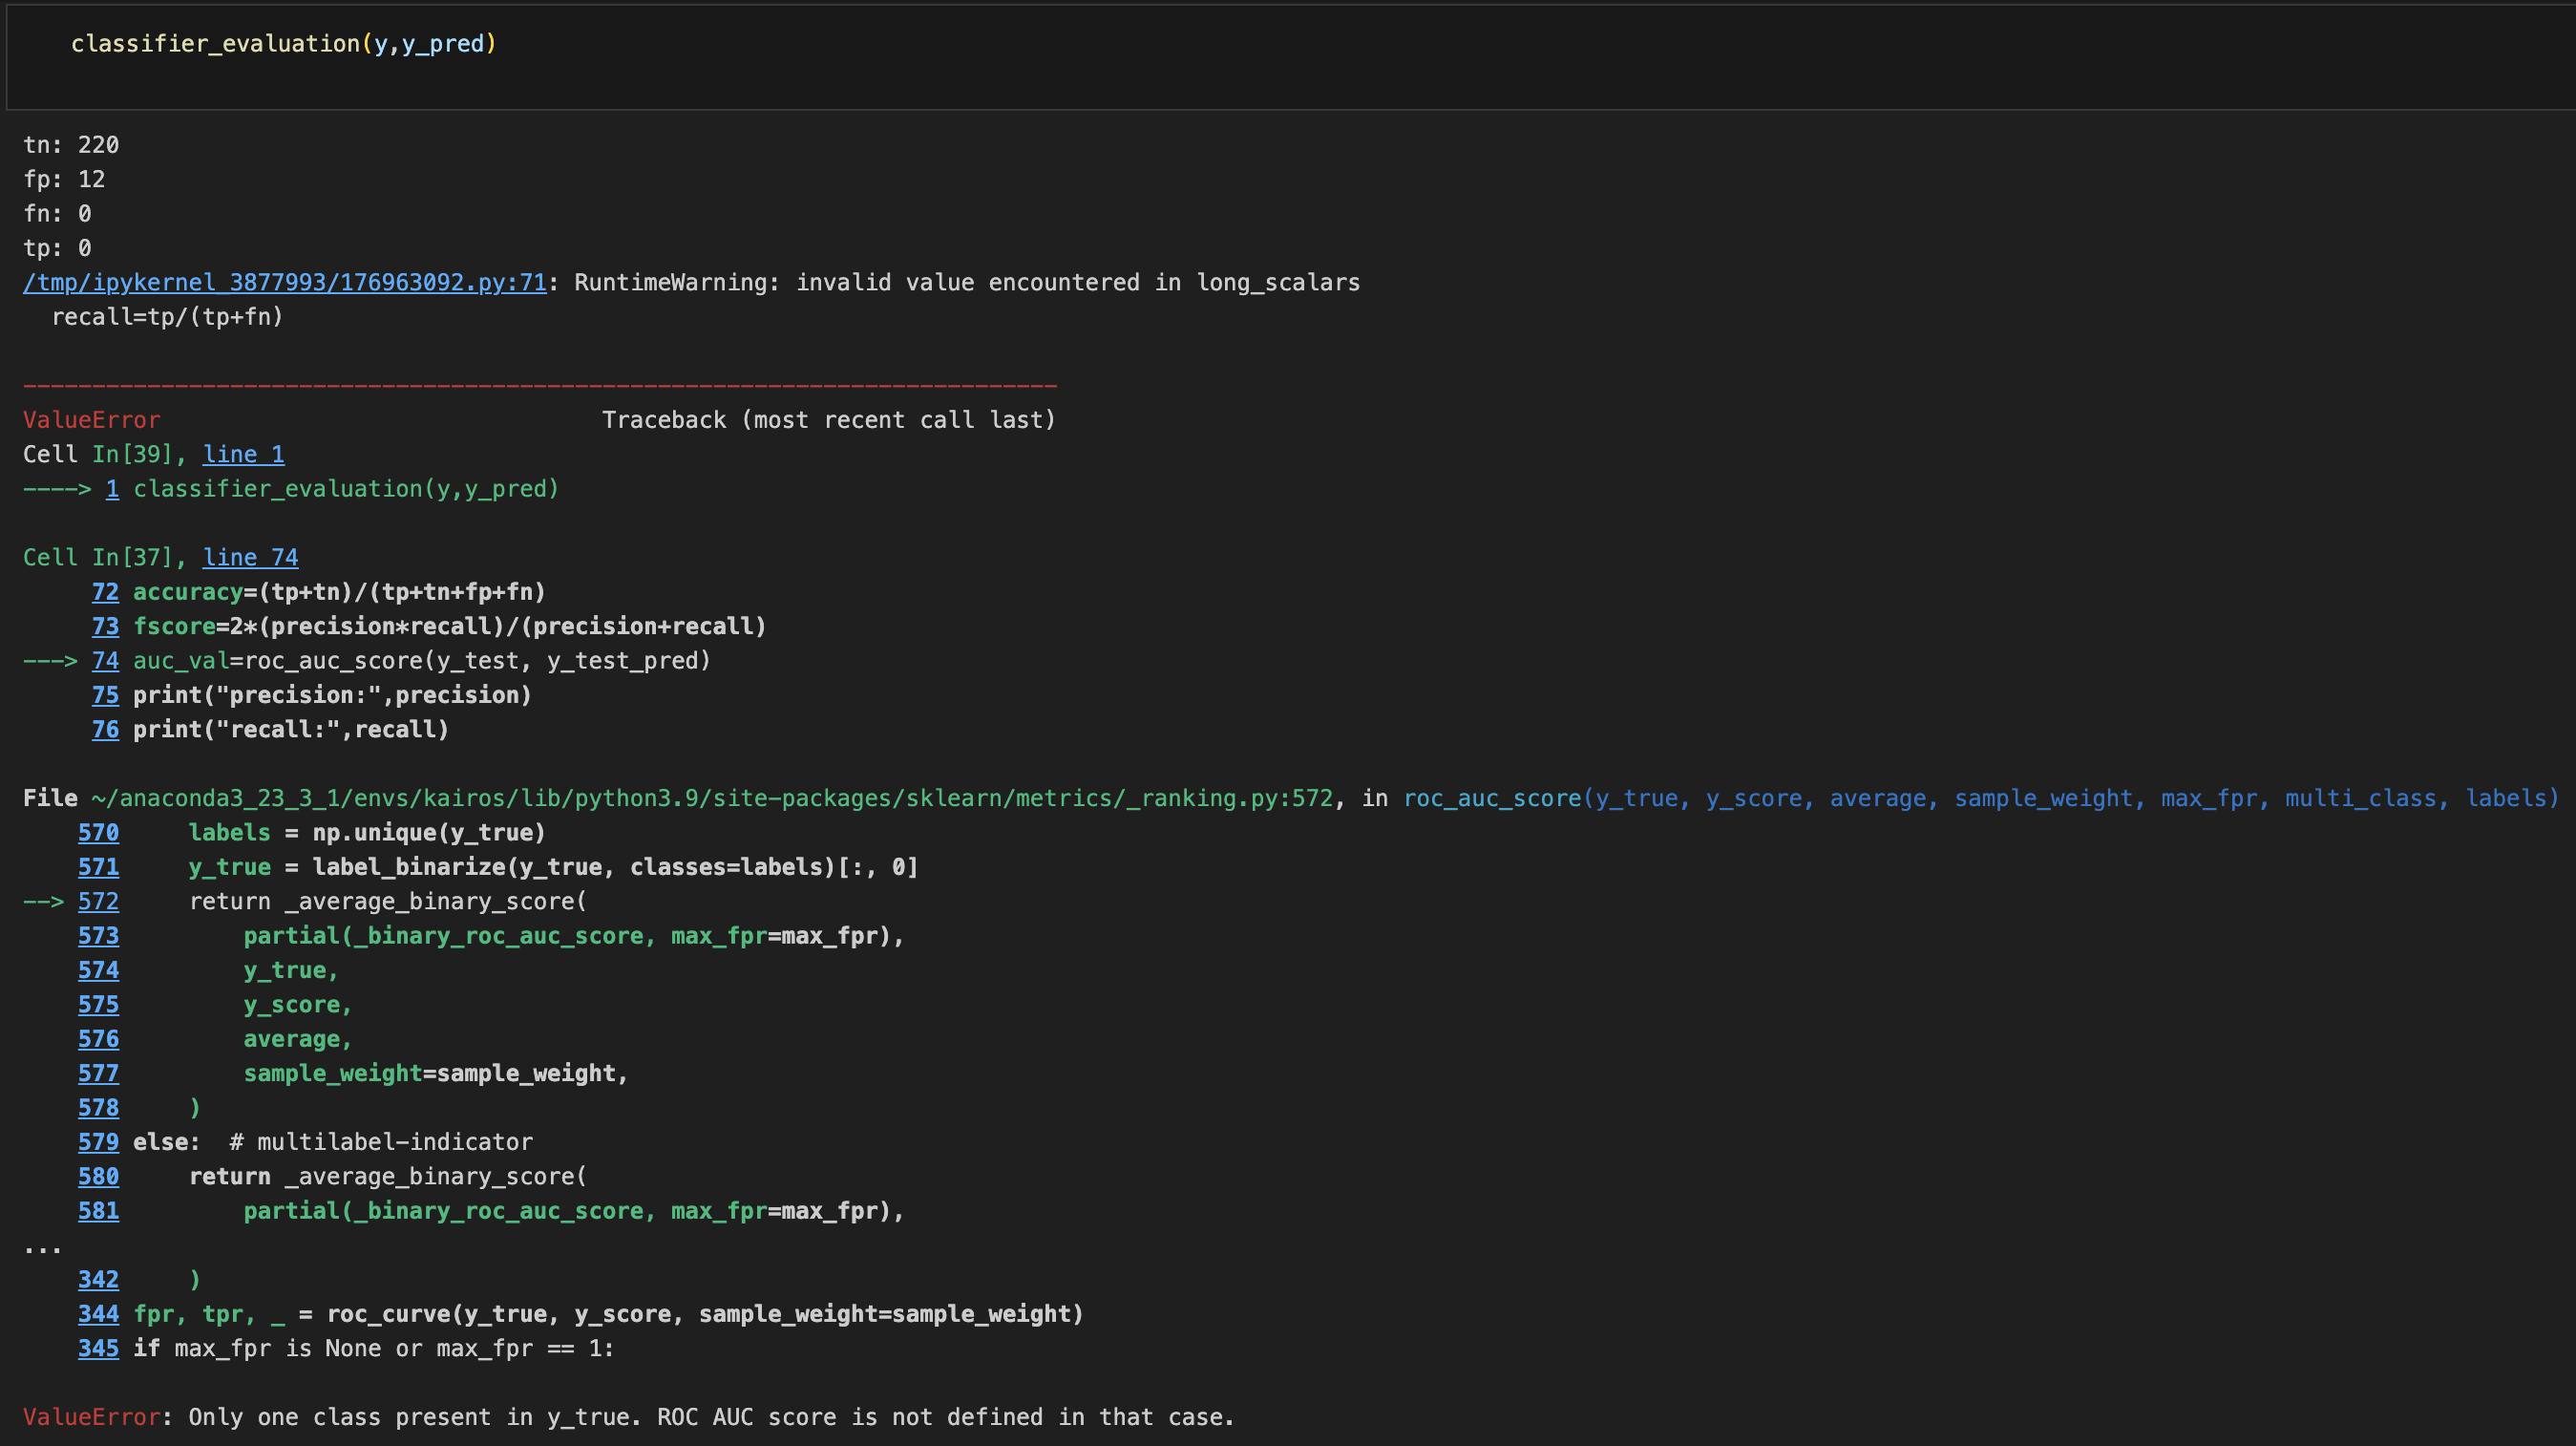 classifier_evaluation(y,y_pred)
tn: 220
fp: 12
fn: 0
tp: 0
/tmp/ipykernel_3877993/176963092.py:71: RuntimeWarning: invalid value encountered in long_scalars
  recall=tp/(tp+fn)
---------------------------------------------------------------------------
ValueError                                Traceback (most recent call last)
Cell In[39], line 1
----> 1 classifier_evaluation(y,y_pred)
Cell In[37], line 74
     72 accuracy=(tp+tn)/(tp+tn+fp+fn)
     73 fscore=2*(precision*recall)/(precision+recall)
---> 74 auc_val=roc_auc_score(y_test, y_test_pred)
     75 print("precision:",precision)
     76 print("recall:",recall)
File ~/anaconda3_23_3_1/envs/kairos/lib/python3.9/site-packages/sklearn/metrics/_ranking.py:572, in roc_auc_score(y_true, y_score, average, sample_weight, max_fpr, multi_class, labels)
    570     labels = np.unique(y_true)
    571     y_true = label_binarize(y_true, classes=labels)[:, 0]
--> 572     return _average_binary_score(
    573         partial(_binary_roc_auc_score, max_fpr=max_fpr),
    574         y_true,
    575         y_score,
    576         average,
    577         sample_weight=sample_weight,
    578     )
    579 else:  # multilabel-indicator
    580     return _average_binary_score(
    581         partial(_binary_roc_auc_score, max_fpr=max_fpr),
...
    342     )
    344 fpr, tpr, _ = roc_curve(y_true, y_score, sample_weight=sample_weight)
    345 if max_fpr is None or max_fpr == 1:
ValueError: Only one class present in y_true. ROC AUC score is not defined in that case.